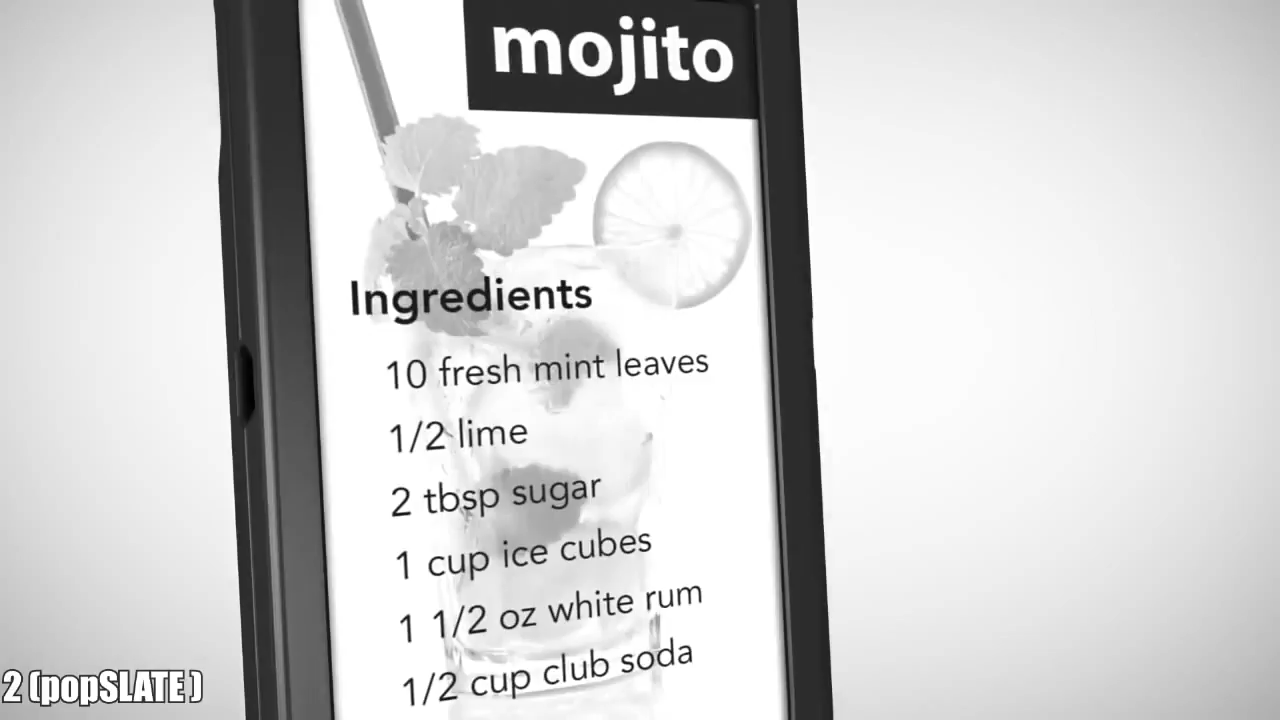 mojito
Ingredients
10 fresh mint leaves
1/2 lime
2 tbsp sugar
1 cup ice cubes
1 1/2 oz white rum
1/2 cup club soda
2 (popSLATE )